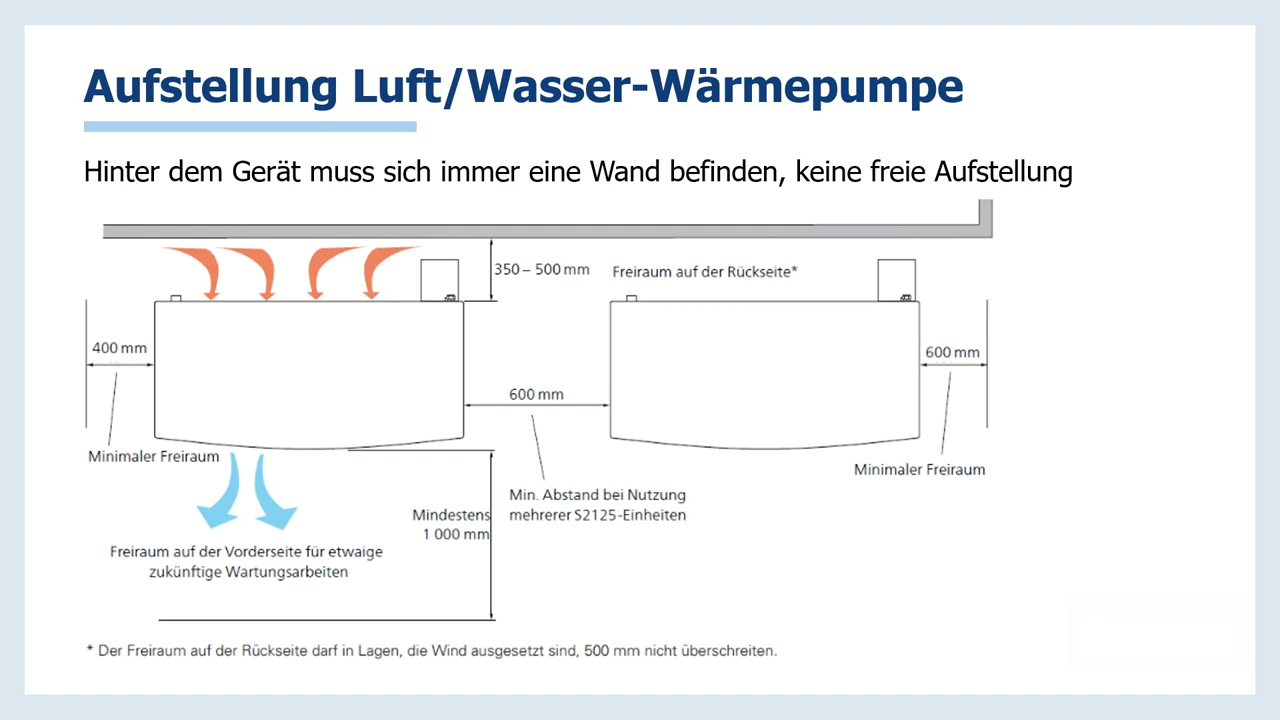 Aufstellung Luft/Wasser-Wärmepumpe
Hinter dem Gerät muss sich immer eine Wand befinden, keine freie Aufstellung
350 – 500 mm
Freiraum auf der Rückseite*
400 mm
600 mm
600 mm
Minimaler Freiraum
Minimaler Freiraum
Min. Abstand bei Nutzung
mehrerer S2125-Einheiten
Mindestens
1 000 mm
Freiraum auf der Vorderseite für etwaige
zukünftige Wartungsarbeiten
* Der Freiraum auf der Rückseite darf in Lagen, die Wind ausgesetzt sind, 500 mm nicht überschreiten.